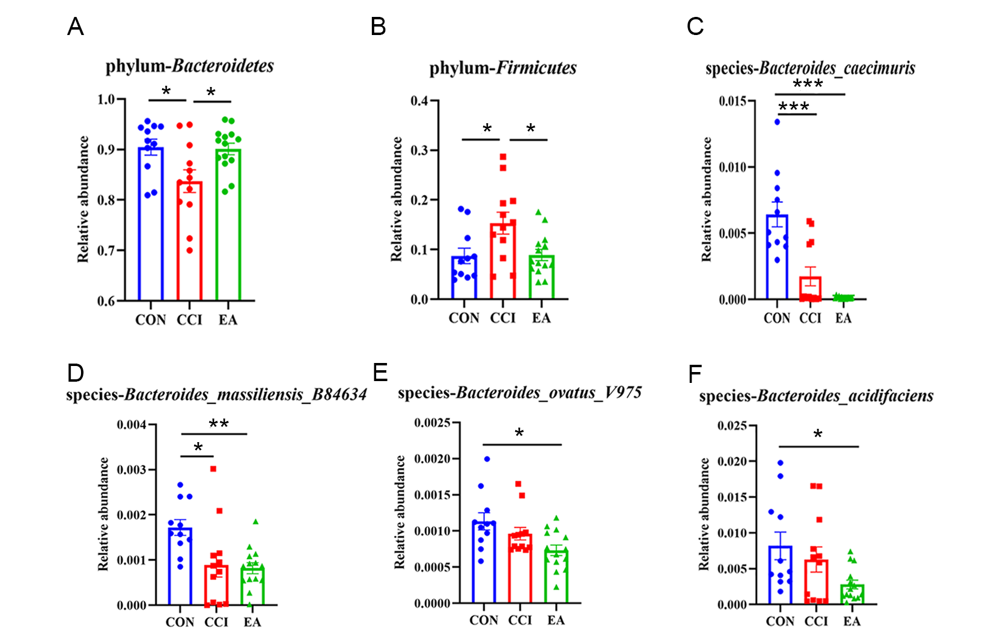 A
phylum-Bacteroidetes
* *
1.0
0.9
0.8
0.7
0.6
Relative abundance
CON CCI EA
B
phylum-Firmicutes
* *
0.4
0.3
0.2
0.1
0.0
Relative abundance
CON CCI EA
C
species-Bacteroides_caecimuris
***
***
0.015
0.010
0.005
0.000
Relative abundance
CON CCI EA
D
species-Bacteroides_massiliensis_B84634
**
*
0.004
0.003
0.002
0.001
0.000
Relative abundance
CON CCI EA
E
species-Bacteroides_ovatus_V975
*
0.0025
0.0020
0.0015
0.0010
0.0005
0.0000
Relative abundance
CON CCI EA
F
species-Bacteroides_acidifaciens
*
0.025
0.020
0.015
0.010
0.005
0.000
Relative abundance
CON CCI EA